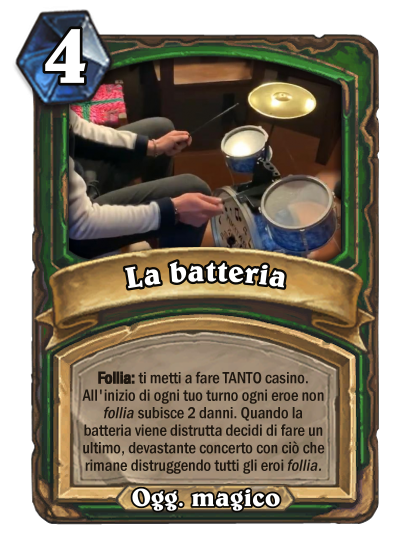 4
La batteria
Follia: ti metti a fare TANTO casino.
All'inizio di ogni tuo turno ogni eroe non
follia subisce 2 danni. Quando la
batteria viene distrutta decidi di fare un
ultimo, devastante concerto con ciò che
rimane distruggendo tutti gli eroi follia.
Ogg. magico